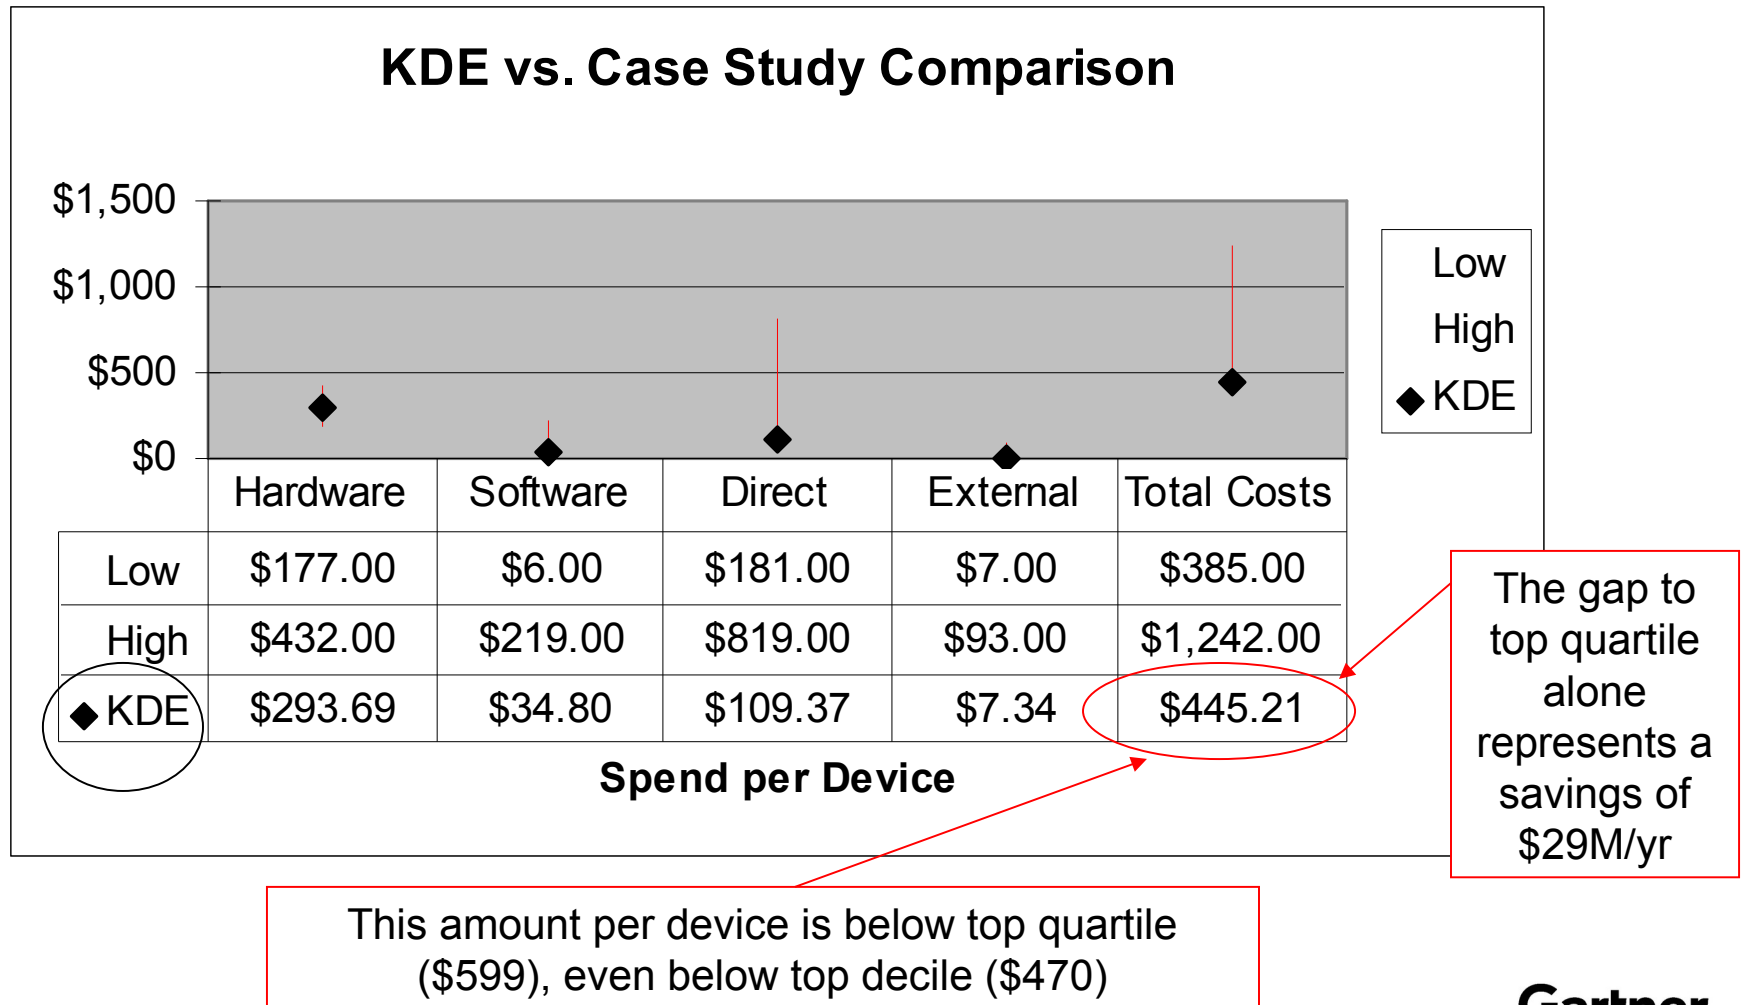 KDE vs. Case Study Comparison
$1,500
$1,000
$500
$0
Low
High
KDE
Hardware Software Direct External Total Costs
Low $177.00 $6.00 $181.00 $7.00 $385.00
High $432.00 $219.00 $819.00 $93.00 $1,242.00
KDE $293.69 $34.80 $109.37 $7.34 $445.21
Spend per Device
The gap to
top quartile
alone
represents a
savings of
$29M/yr
This amount per device is below top quartile
($599), even below top decile ($470)
Gartner